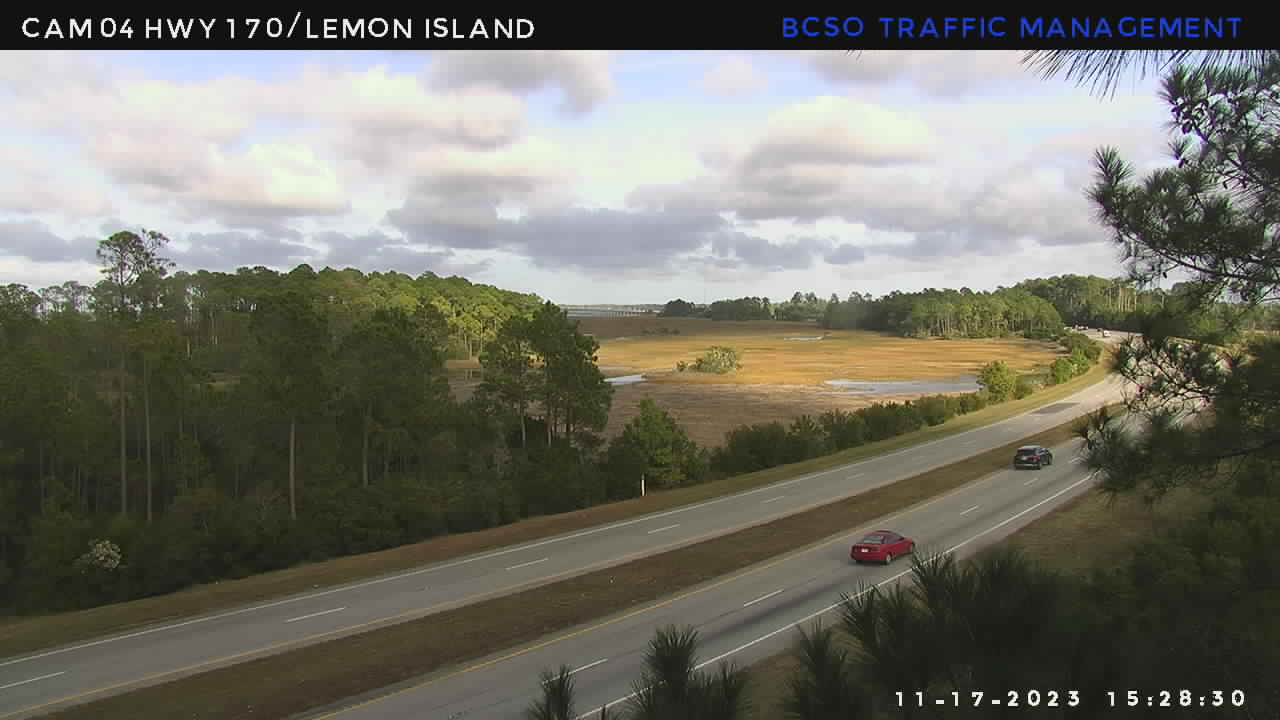 CAM 04 HWY 170/LEMON ISLAND
BCSO TRAFFIC MANAGEMENT
11-17-2023 15:28:30